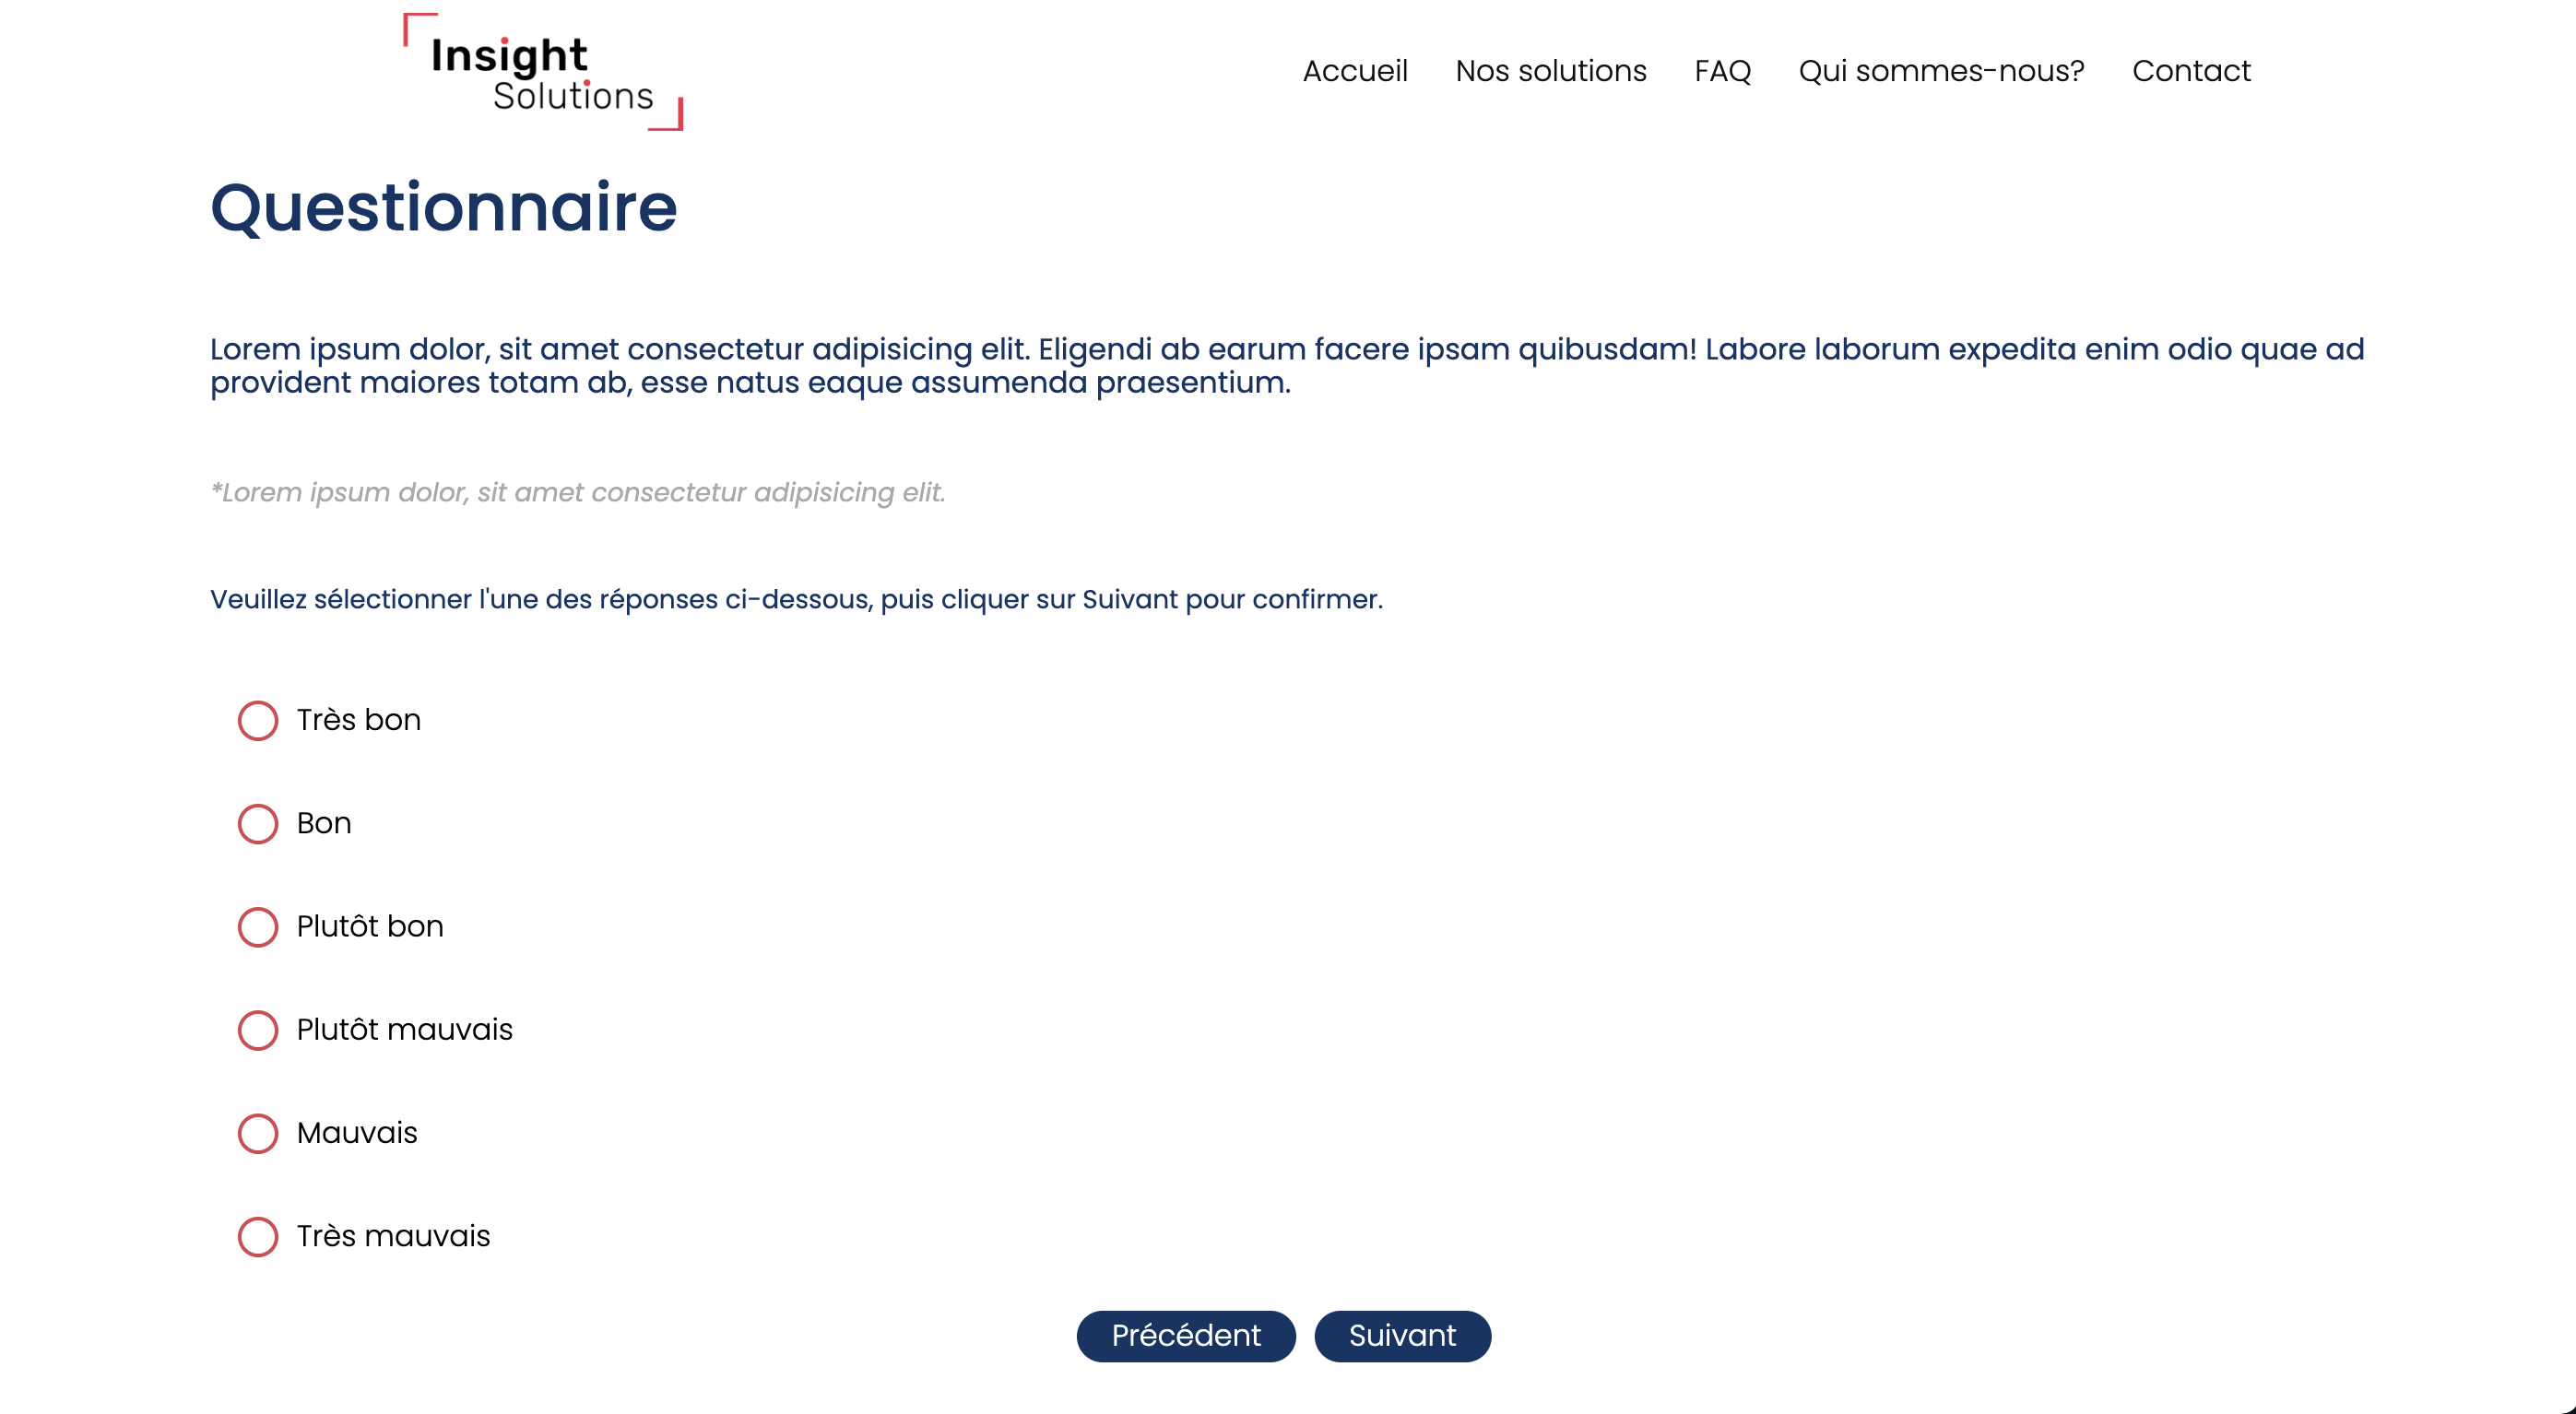 Insight
Solutions
Accueil Nos solutions FAQ Qui sommes-nous? Contact
Questionnaire
Lorem ipsum dolor, sit amet consectetur adipisicing elit. Eligendi ab earum facere ipsam quibusdam! Labore laborum expedita enim odio quae ad
provident maiores totam ab, esse natus eaque assumenda praesentium.
*Lorem ipsum dolor, sit amet consectetur adipisicing elit.
Veuillez sélectionner l'une des réponses ci-dessous, puis cliquer sur Suivant pour confirmer.
Très bon
Bon
Plutôt bon
Plutôt mauvais
Mauvais
Très mauvais
Précédent Suivant